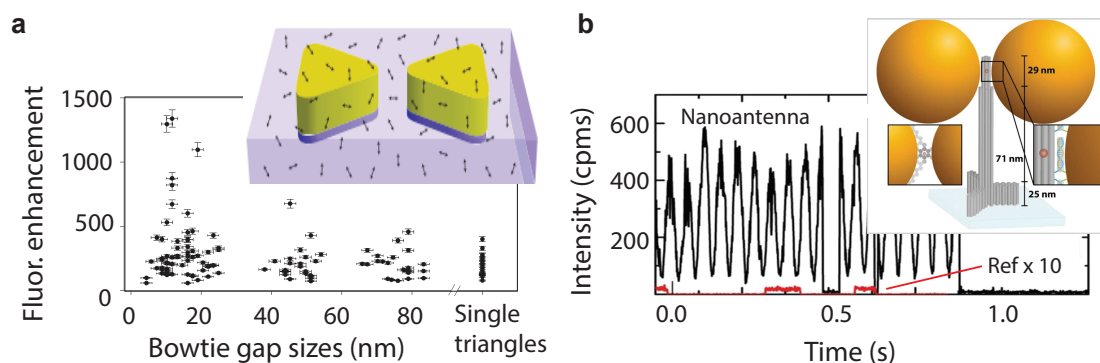 a
Fluor. enhancement
1500
1000
500
0
0
20
40
60
80
Single
triangles
Bowtie gap sizes (nm)
b
Intensity (cpms)
600
400
200
Nanoantenna
29 nm
71 nm
25 nm
Ref x 10
0.0
0.5
1.0
Time (s)